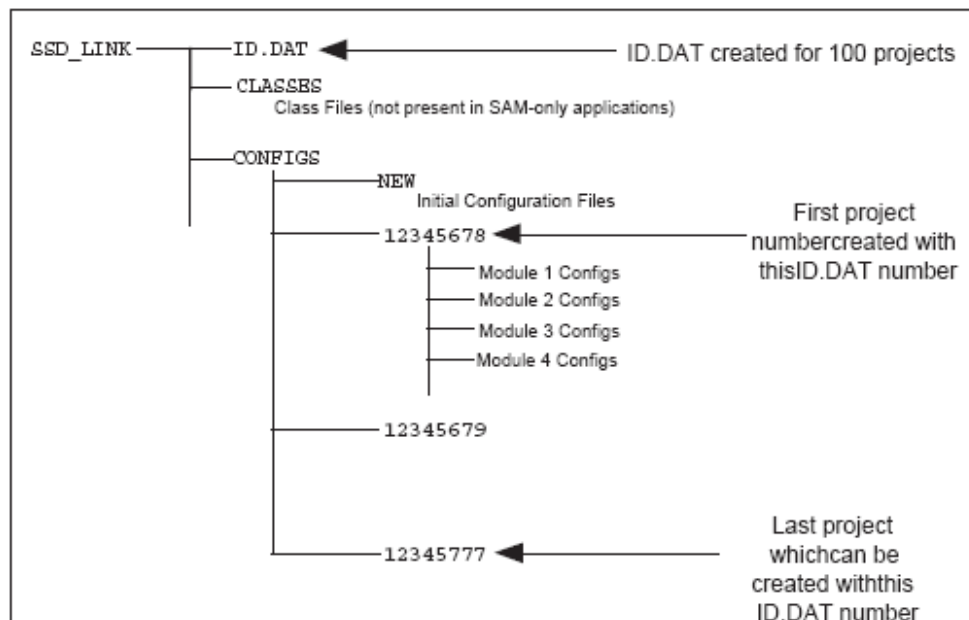 SSD_LINK
ID.DAT
ID.DAT created for 100 projects
CLASSES
Class Files (not present in SAM-only applications)
CONFIGS
NEW
Initial Configuration Files
12345678
First project
numbercreated with
thisID.DAT number
Module 1 Configs
Module 2 Configs
Module 3 Configs
Module 4 Configs
12345679
12345777
Last project
whichcan be
created withthis
ID.DAT number